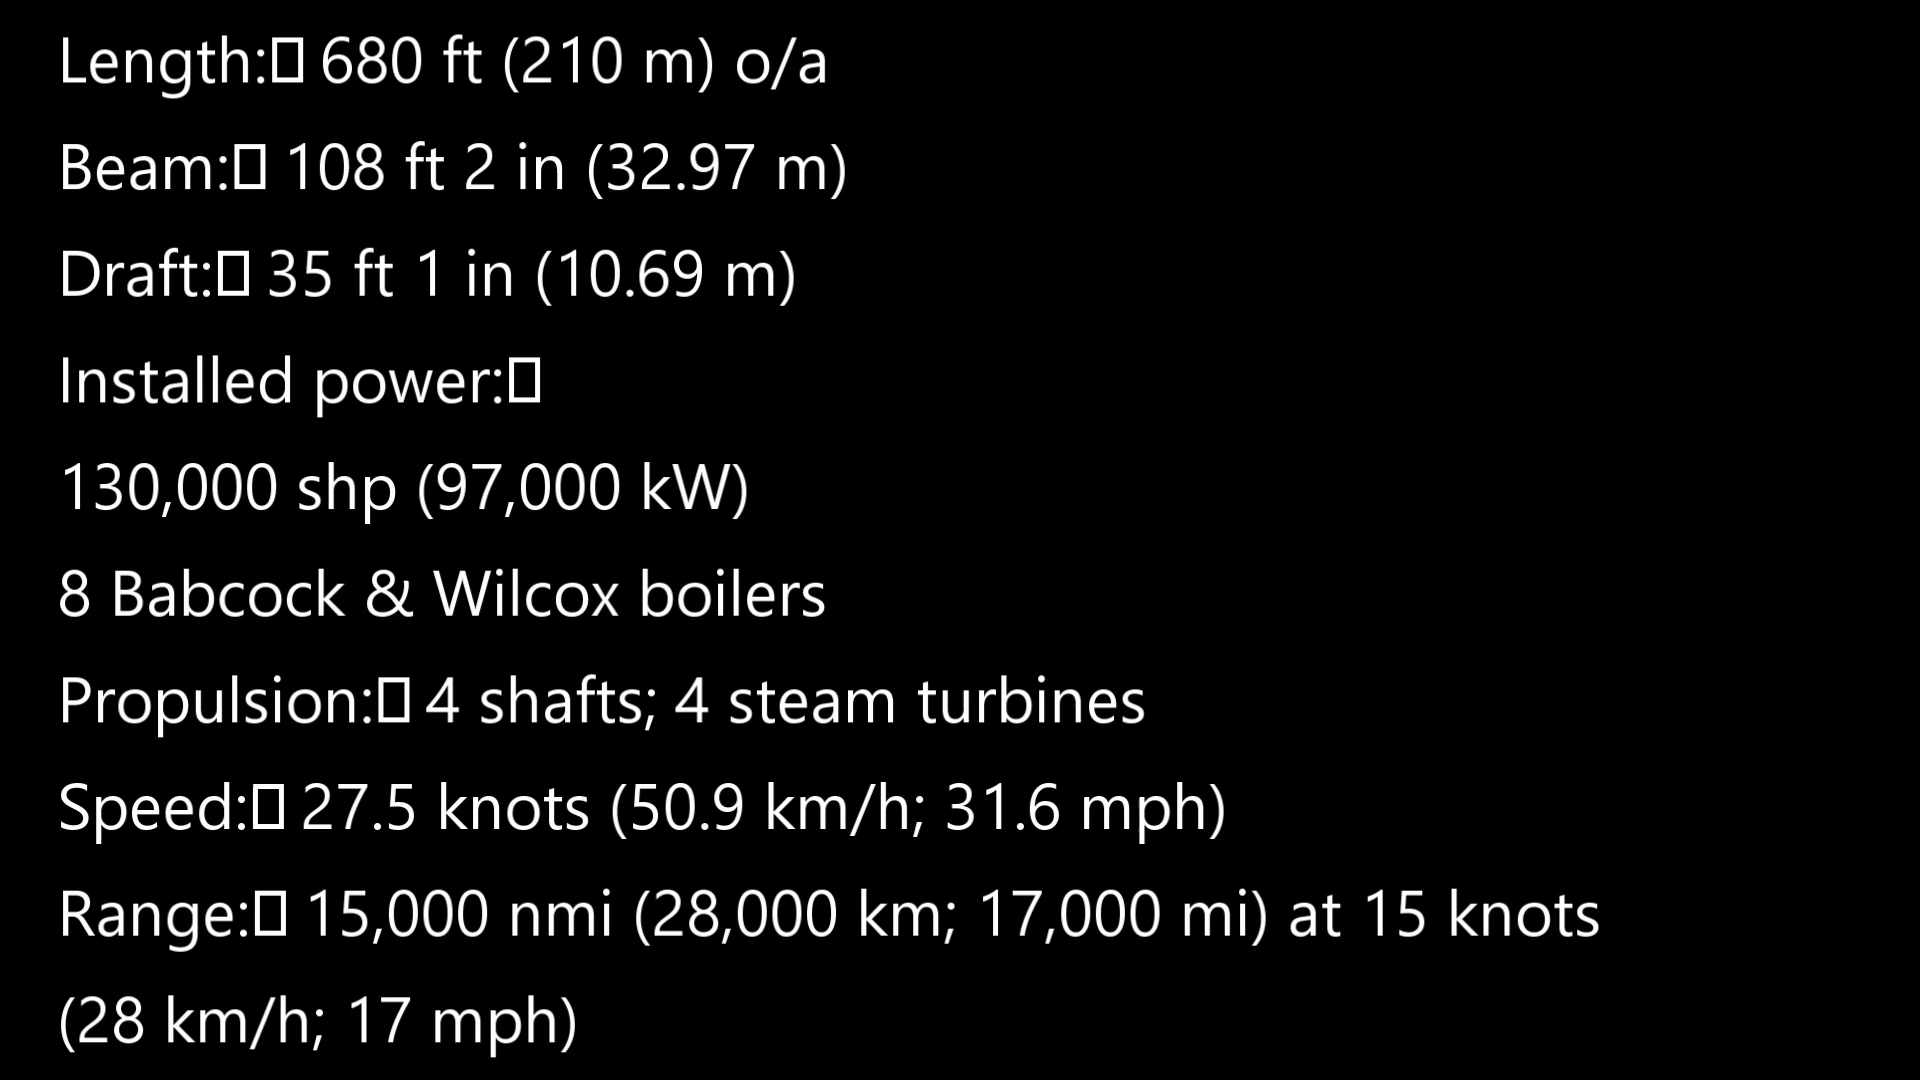 Length:▯ 680 ft (210 m) o/a
Beam:▯ 108 ft 2 in (32.97 m)
Draft:▯ 35 ft 1 in (10.69 m)
Installed power:▯
130,000 shp (97,000 kW)
8 Babcock & Wilcox boilers
Propulsion:▯ 4 shafts; 4 steam turbines
Speed:▯ 27.5 knots (50.9 km/h; 31.6 mph)
Range:▯ 15,000 nmi (28,000 km; 17,000 mi) at 15 knots
(28 km/h; 17 mph)